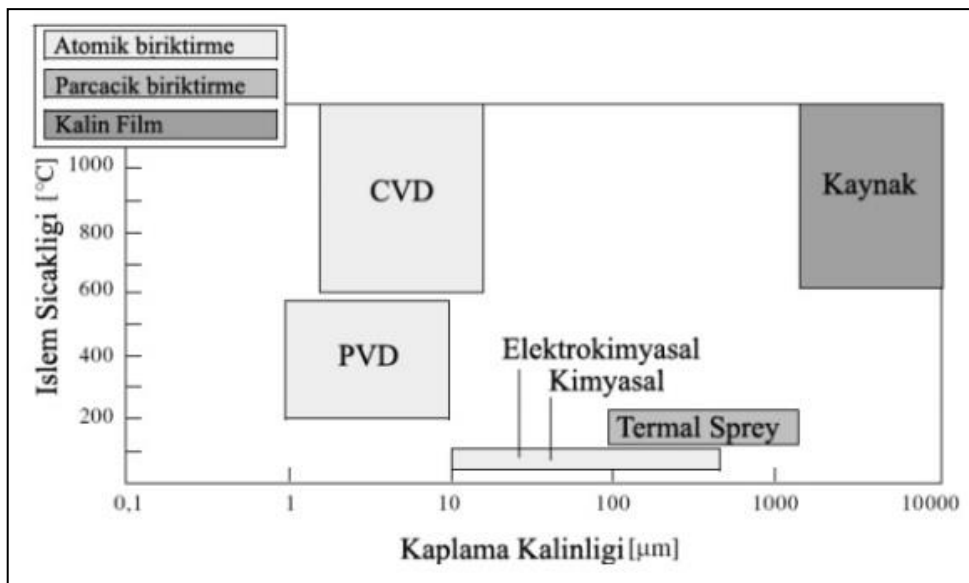 Atomik biriktirme
Parcacik biriktirme
Kalin Film
Islem Sicakligi [°C]
1000
800
600
400
200
CVD
Kaynak
PVD
Elektrokimyasal
Kimyasal
Termal Sprey
0,1 1 10 100 1000 10000
Kaplama Kalinligi [μm]